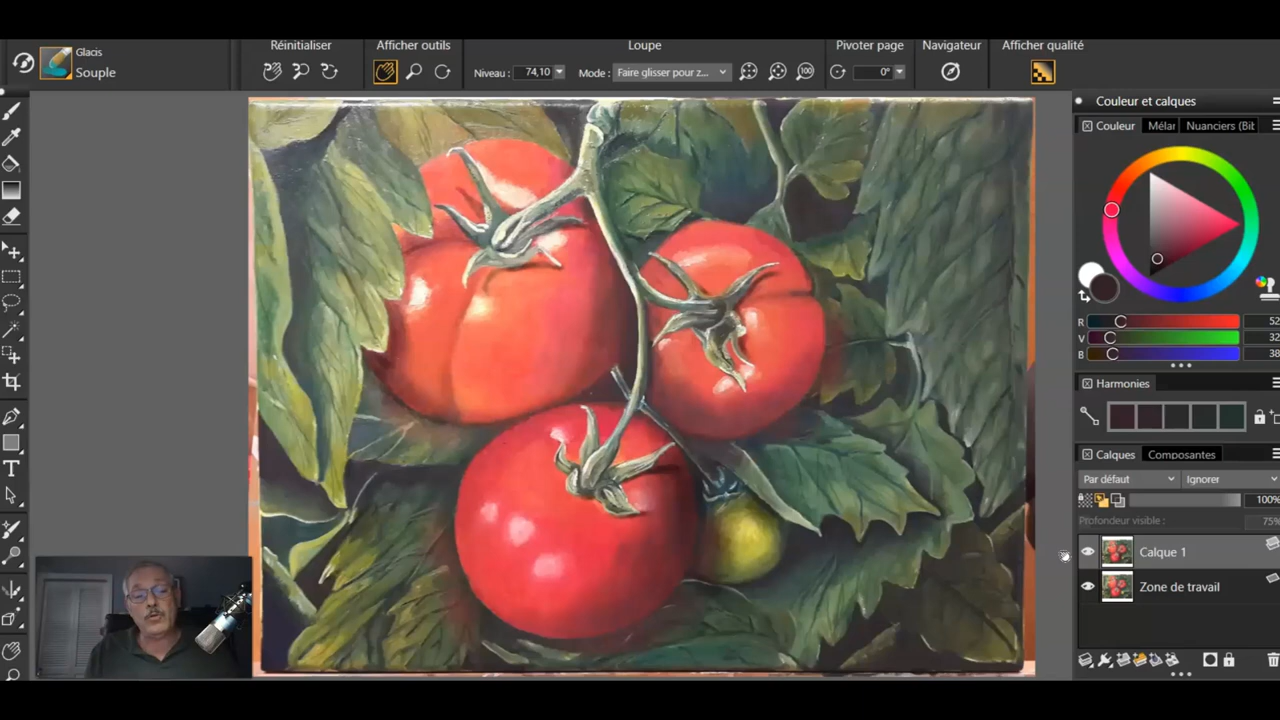 Glacis
Souple
Réinitialiser
Afficher outils
Loupe
Pivoter page
Navigateur
Afficher qualité
Niveau : 74,10
Mode : Faire glisser pour z...
100
0°
Couleur et calques
Couleur Mélar Nuanciers (Bib
R 52
V 32
B 38
Harmonies
Calques Composantes
Par défaut Ignorer
100%
Profondeur visible : 75%
Calque 1
Zone de travail
T